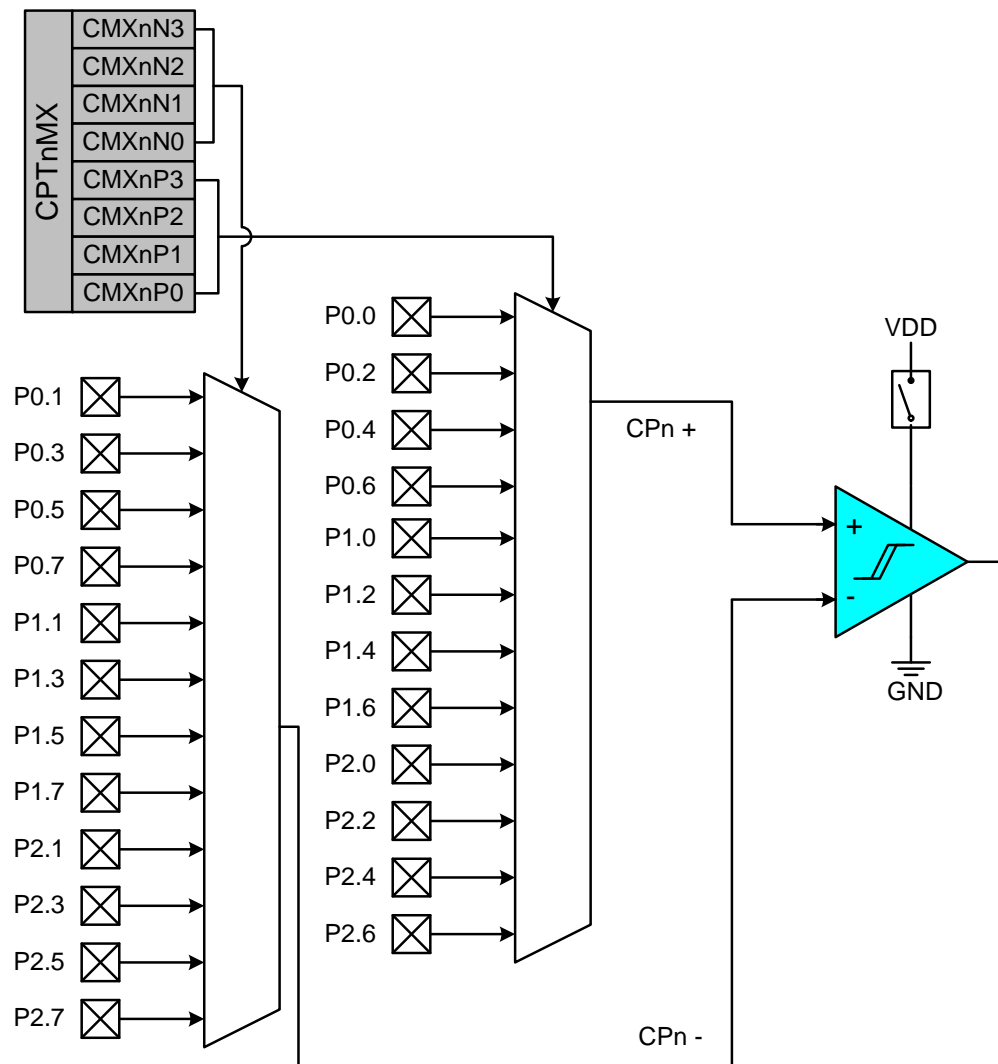 CPTnMX
CMXnN3
CMXnN2
CMXnN1
CMXnN0
CMXnP3
CMXnP2
CMXnP1
CMXnP0
P0.1
P0.3
P0.5
P0.7
P1.1
P1.3
P1.5
P1.7
P2.1
P2.3
P2.5
P2.7
P0.0
P0.2
P0.4
P0.6
P1.0
P1.2
P1.4
P1.6
P2.0
P2.2
P2.4
P2.6
CPn +
CPn -
VDD
+
-
GND